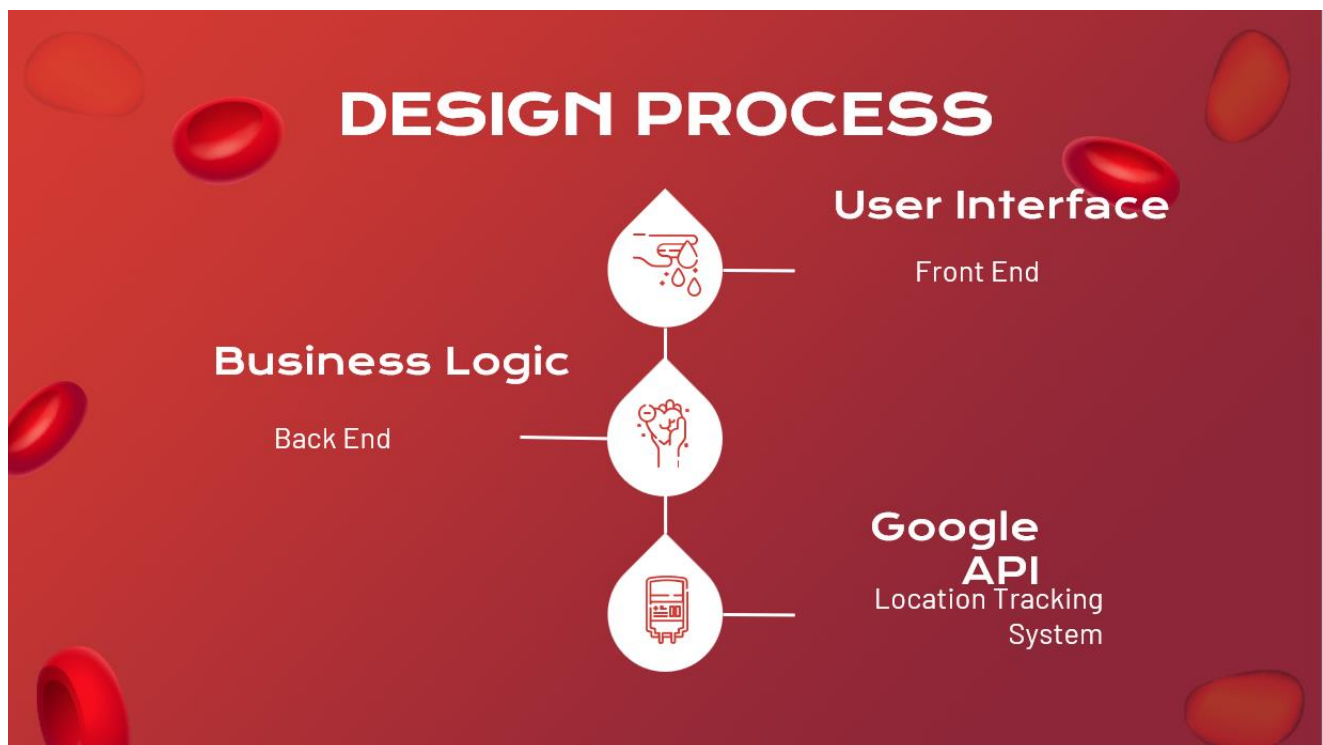 DESIGN PROCESS
User Interface
Front End
Business Logic
Back End
Google
API
Location Tracking
System